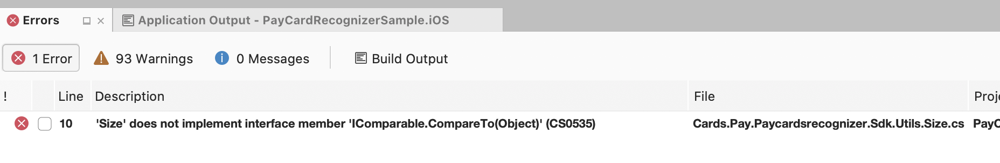 Errors
Application Output - PayCardRecognizerSample.iOS
1 Error 93 Warnings 0 Messages Build Output
! Line Description File Proje
10 'Size' does not implement interface member 'IComparable.CompareTo(Object)' (CS0535) Cards.Pay.Paycardsrecognizer.Sdk.Utils.Size.cs PayC